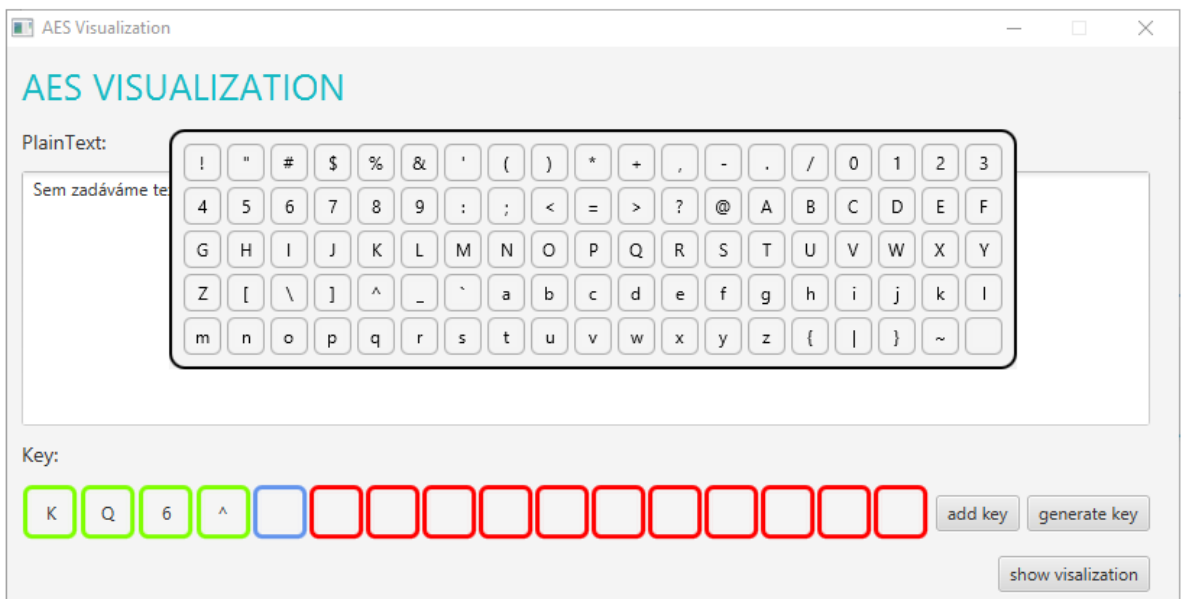 AES Visualization
AES VISUALIZATION
PlainText:
! " # $ % & ' ( ) * + , - . / 0 1 2 3
Sem zadáváme te
4 5 6 7 8 9 : ; < = > ? @ A B C D E F
G H I J K L M N O P Q R S T U V W X Y
Z [ \ ] ^ _ ` a b c d e f g h i j k l
m n o p q r s t u v w x y z { | } ~
Key:
K Q 6 ^ add key generate key
show visalization